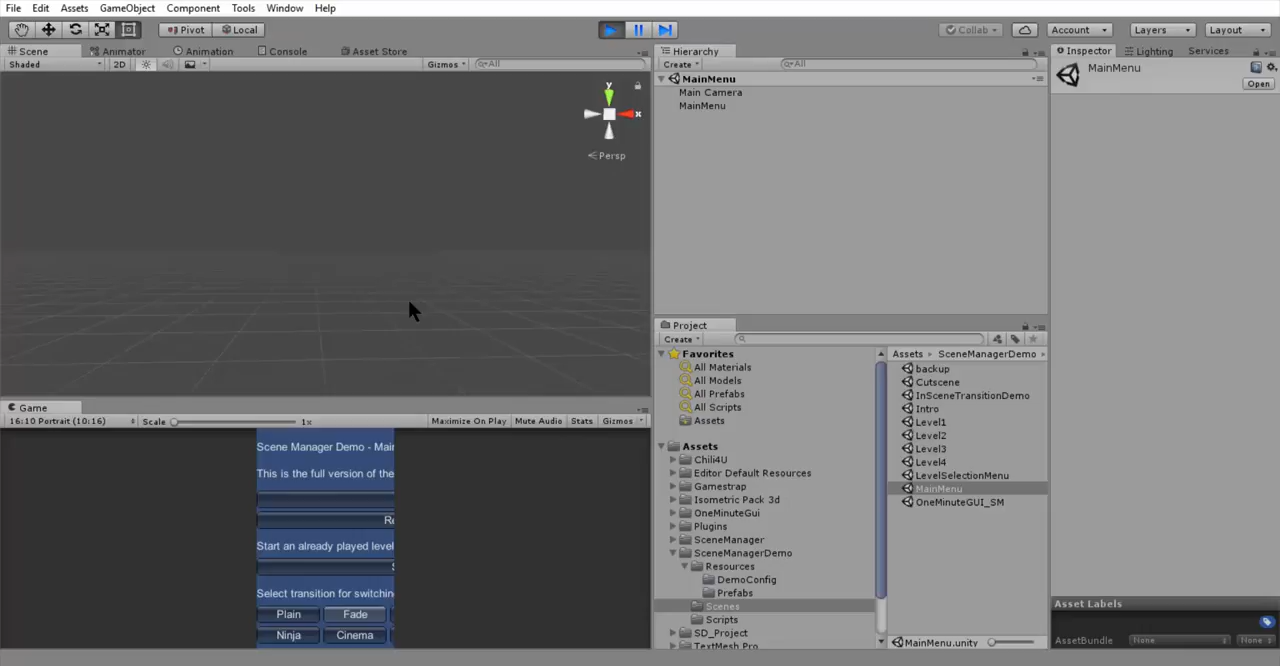 File Edit Assets GameObject Component Tools Window Help
Pivot Local Collab Account Layers Layout
Scene Animator Animation Console Asset Store
Shaded 2D Gizmos All
y
x
Persp
Game
16:10 Portrait (10:16) Scale 1x Maximize On Play Mute Audio Stats Gizmos
Scene Manager Demo - Mai
This is the full version of the
Re
Start an already played level
S
Select transition for switchin
Plain Fade
Ninja Cinema
Hierarchy
Create All
MainMenu
Main Camera
MainMenu
Project
Create
Favorites
All Materials
All Models
All Prefabs
All Scripts
Assets
Assets
Chili4U
Editor Default Resources
Gamestrap
Isometric Pack 3d
OneMinuteGui
Plugins
SceneManager
SceneManagerDemo
Resources
DemoConfig
Prefabs
Scenes
Scripts
SD_Project
TextMesh Pro
Assets SceneManagerDemo
backup
Cutscene
InSceneTransitionDemo
Intro
Level1
Level2
Level3
Level4
LevelSelectionMenu
MainMenu
OneMinuteGUI_SM
MainMenu.unity
Inspector Lighting Services
MainMenu
Open
Asset Labels
AssetBundle None None